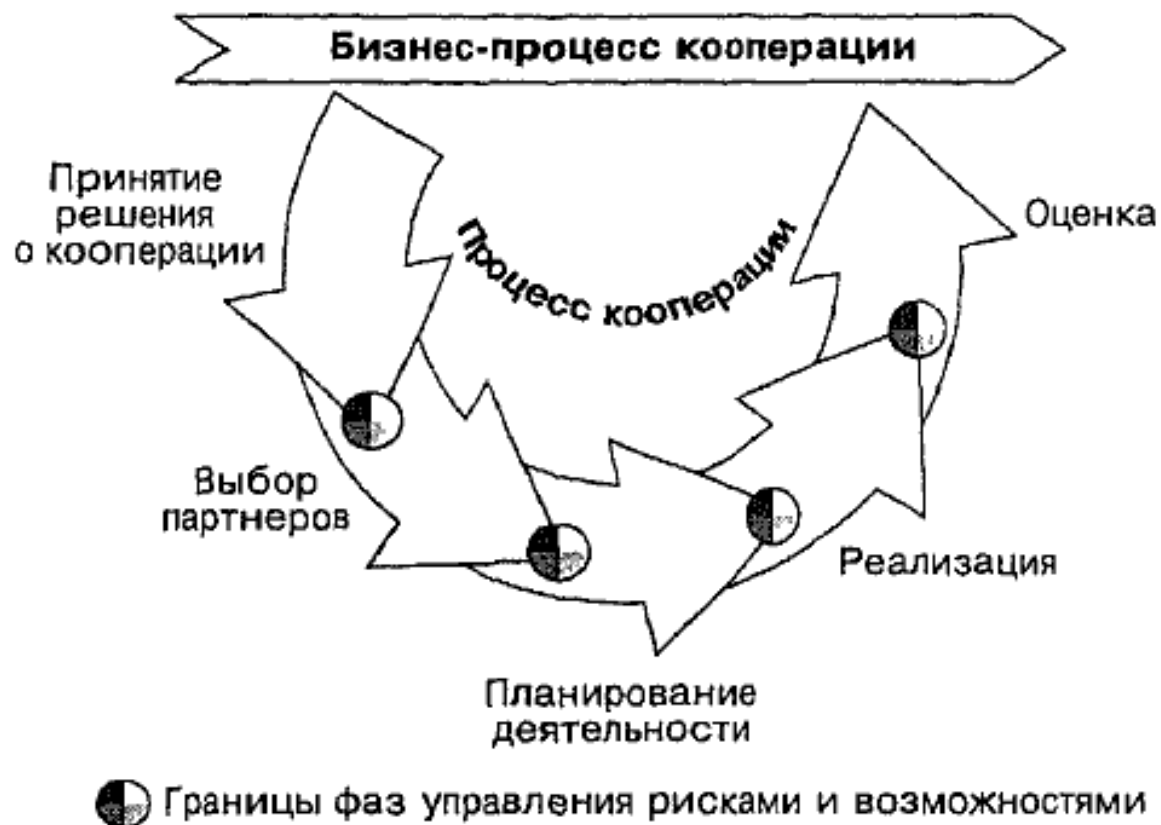 Бизнес-процесс кооперации
Принятие
решения
о кооперации
Процесс кооперации
Оценка
Выбор
партнеров
Реализация
Планирование
деятельности
Границы фаз управления рисками и возможностями